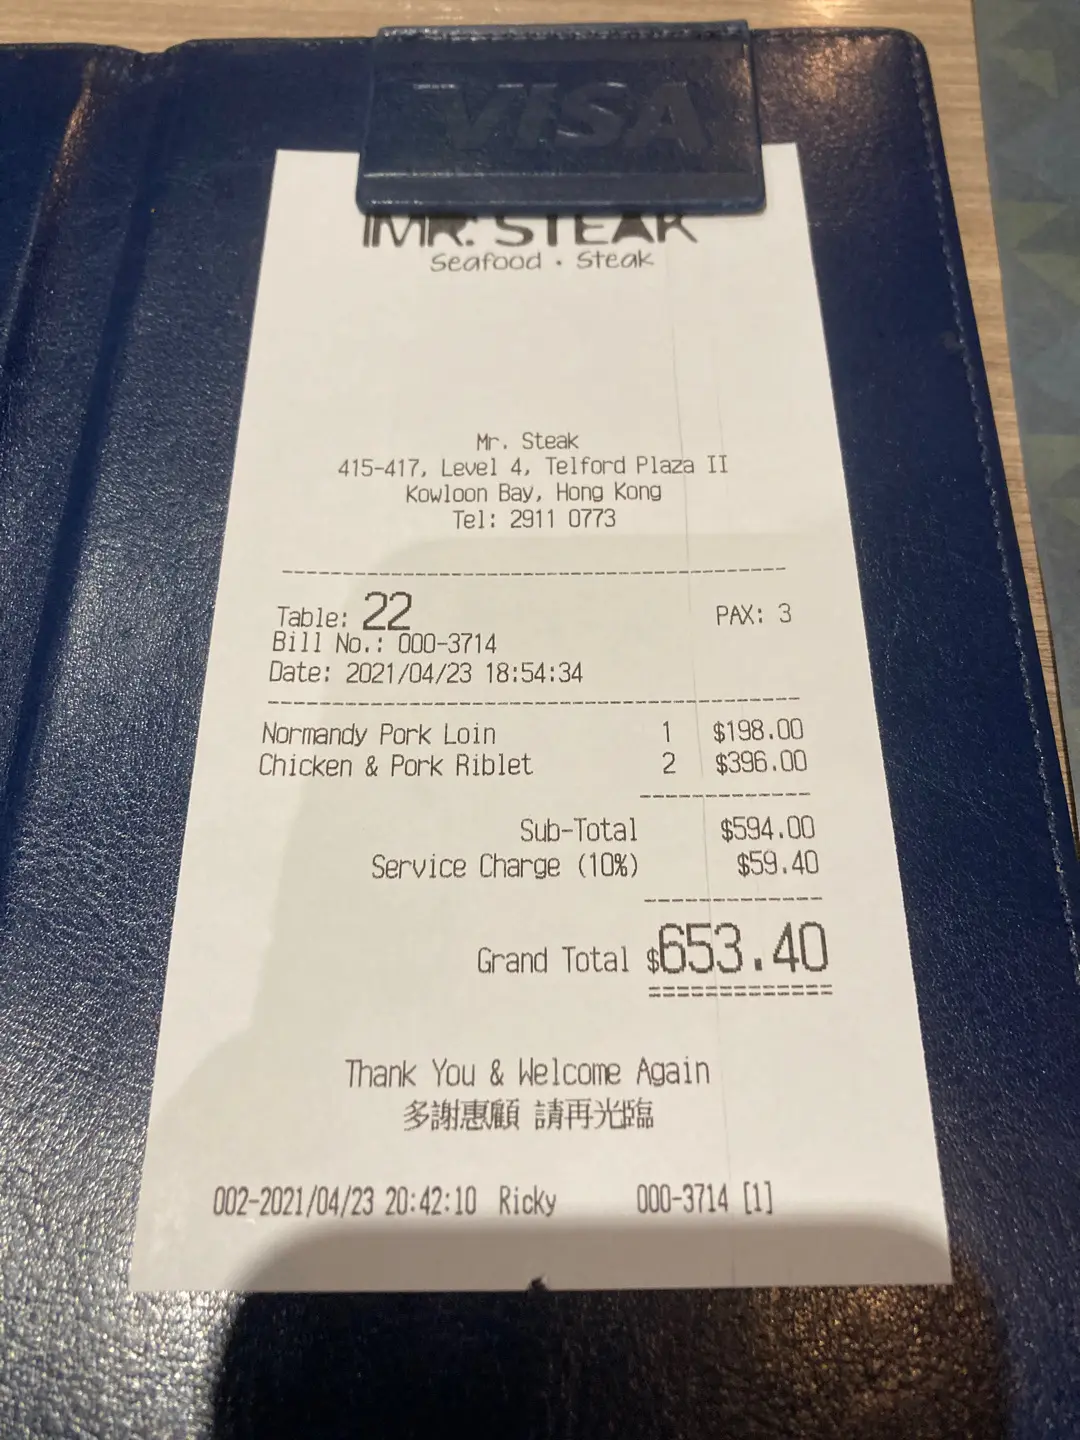 VISA
MR. STEAK
Seafood · Steak
Mr. Steak
415-417, Level 4, Telford Plaza II
Kowloon Bay, Hong Kong
Tel: 2911 0773
Table: 22 PAX: 3
Bill No.: 000-3714
Date: 2021/04/23 18:54:34
Normandy Pork Loin 1 $198.00
Chicken & Pork Riblet 2 $396.00
Sub-Total $594.00
Service Charge (10%) $59.40
Grand Total $653.40
Thank You & Welcome Again
多謝惠顧 請再光臨
002-2021/04/23 20:42:10 Ricky 000-3714 [1]